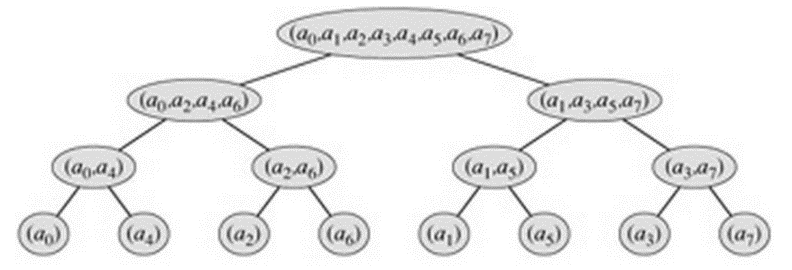 (a₀,a₁,a₂,a₃,a₄,a₅,a₆,a₇)
(a₀,a₂,a₄,a₆) (a₁,a₃,a₅,a₇)
(a₀,a₄) (a₂,a₆) (a₁,a₅) (a₃,a₇)
(a₀) (a₄) (a₂) (a₆) (a₁) (a₅) (a₃) (a₇)